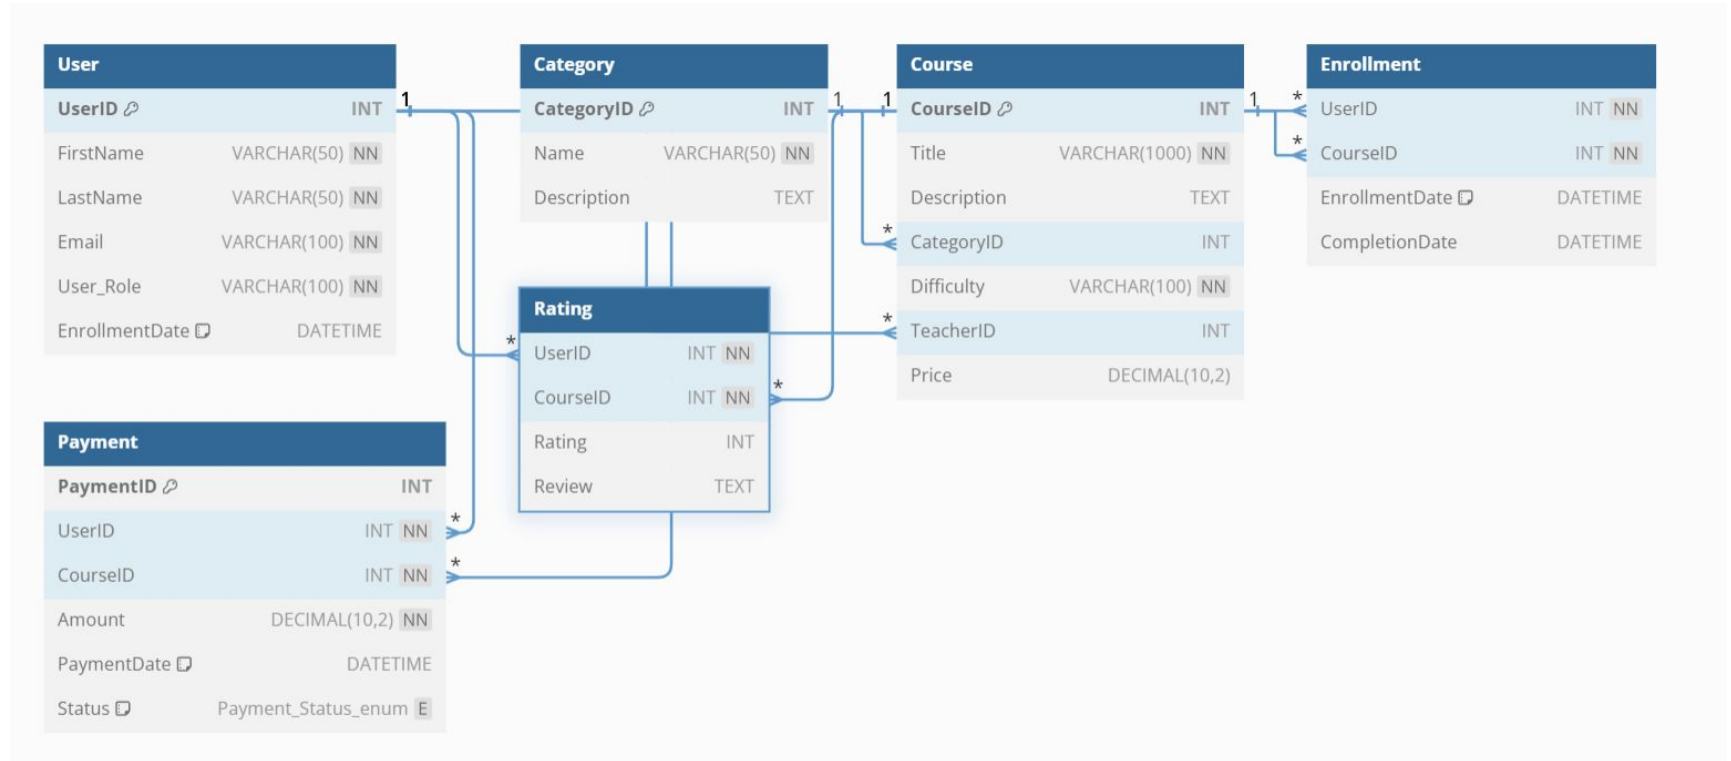 User
UserID INT
FirstName VARCHAR(50) NN
LastName VARCHAR(50) NN
Email VARCHAR(100) NN
User_Role VARCHAR(100) NN
EnrollmentDate DATETIME
1
Category
CategoryID INT
Name VARCHAR(50) NN
Description TEXT
1
1
Course
CourseID INT
Title VARCHAR(1000) NN
Description TEXT
* CategoryID INT
Difficulty VARCHAR(100) NN
* TeacherID INT
Price DECIMAL(10,2)
1
Enrollment
* UserID INT NN
* CourseID INT NN
EnrollmentDate DATETIME
CompletionDate DATETIME
Rating
* UserID INT NN
CourseID INT NN *
Rating INT
Review TEXT
Payment
PaymentID INT
UserID INT NN *
CourseID INT NN *
Amount DECIMAL(10,2) NN
PaymentDate DATETIME
Status Payment_Status_enum E